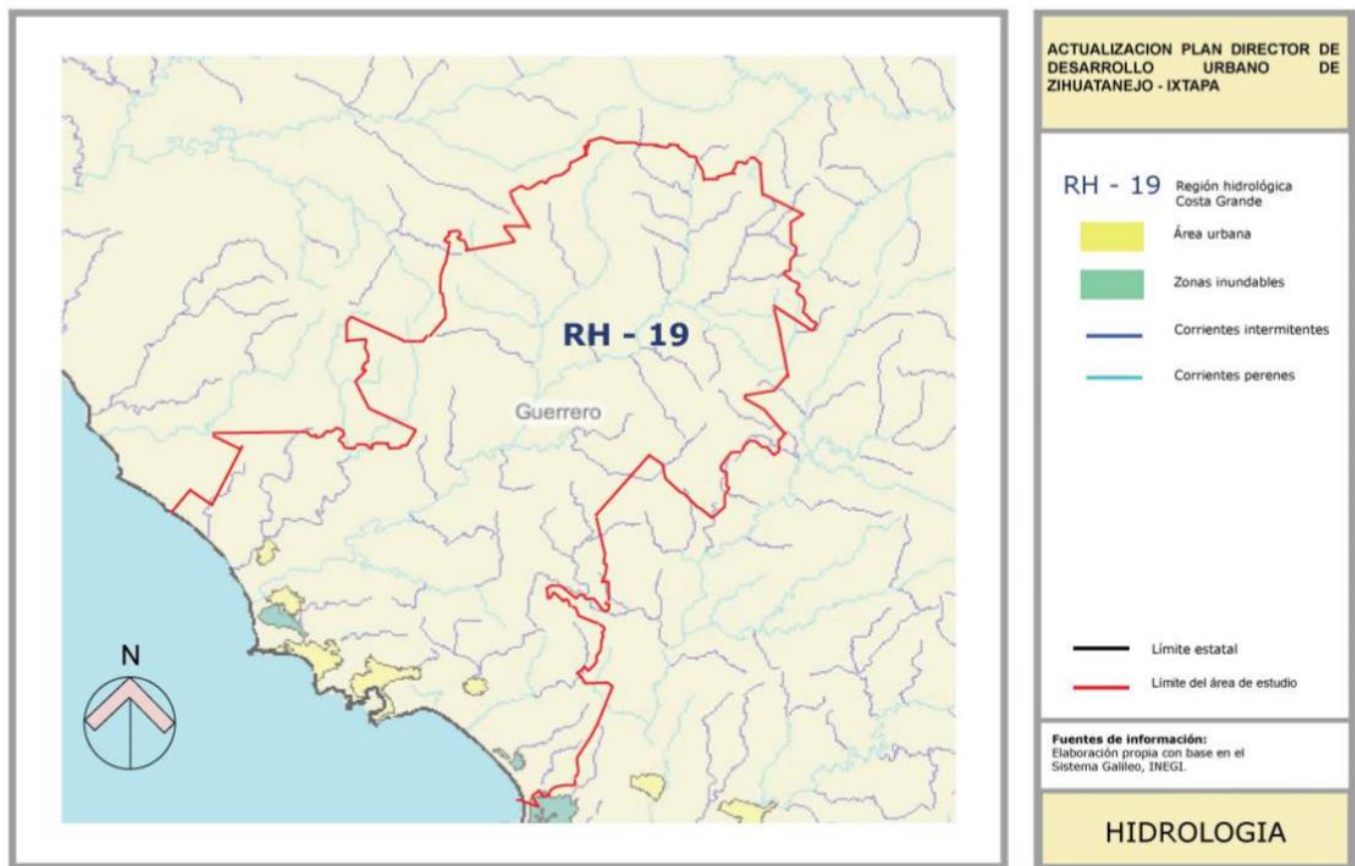 RH - 19
Guerrero
N
ACTUALIZACION PLAN DIRECTOR DE
DESARROLLO URBANO DE
ZIHUATANEJO - IXTAPA
RH - 19 Región hidrológica
Costa Grande
Área urbana
Zonas inundables
Corrientes intermitentes
Corrientes perenes
Límite estatal
Límite del área de estudio
Fuentes de información:
Elaboración propia con base en el
Sistema Galileo, INEGI.
HIDROLOGIA